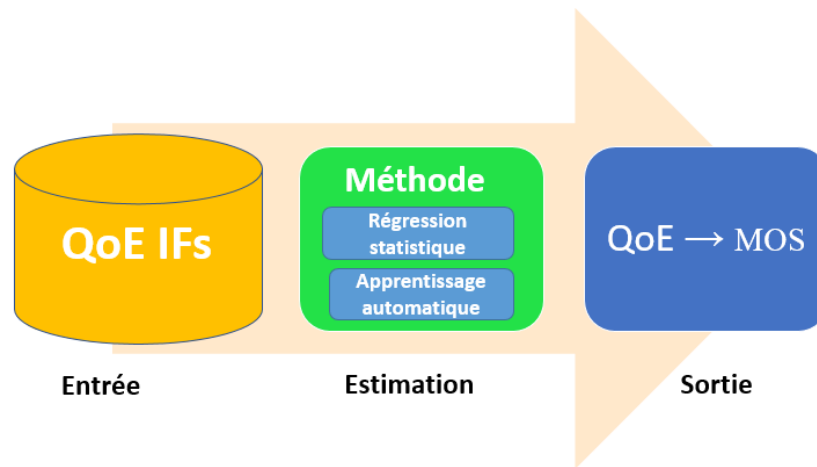 QoE IFs
Méthode
Régression
statistique
Apprentissage
automatique
QoE → MOS
Entrée
Estimation
Sortie